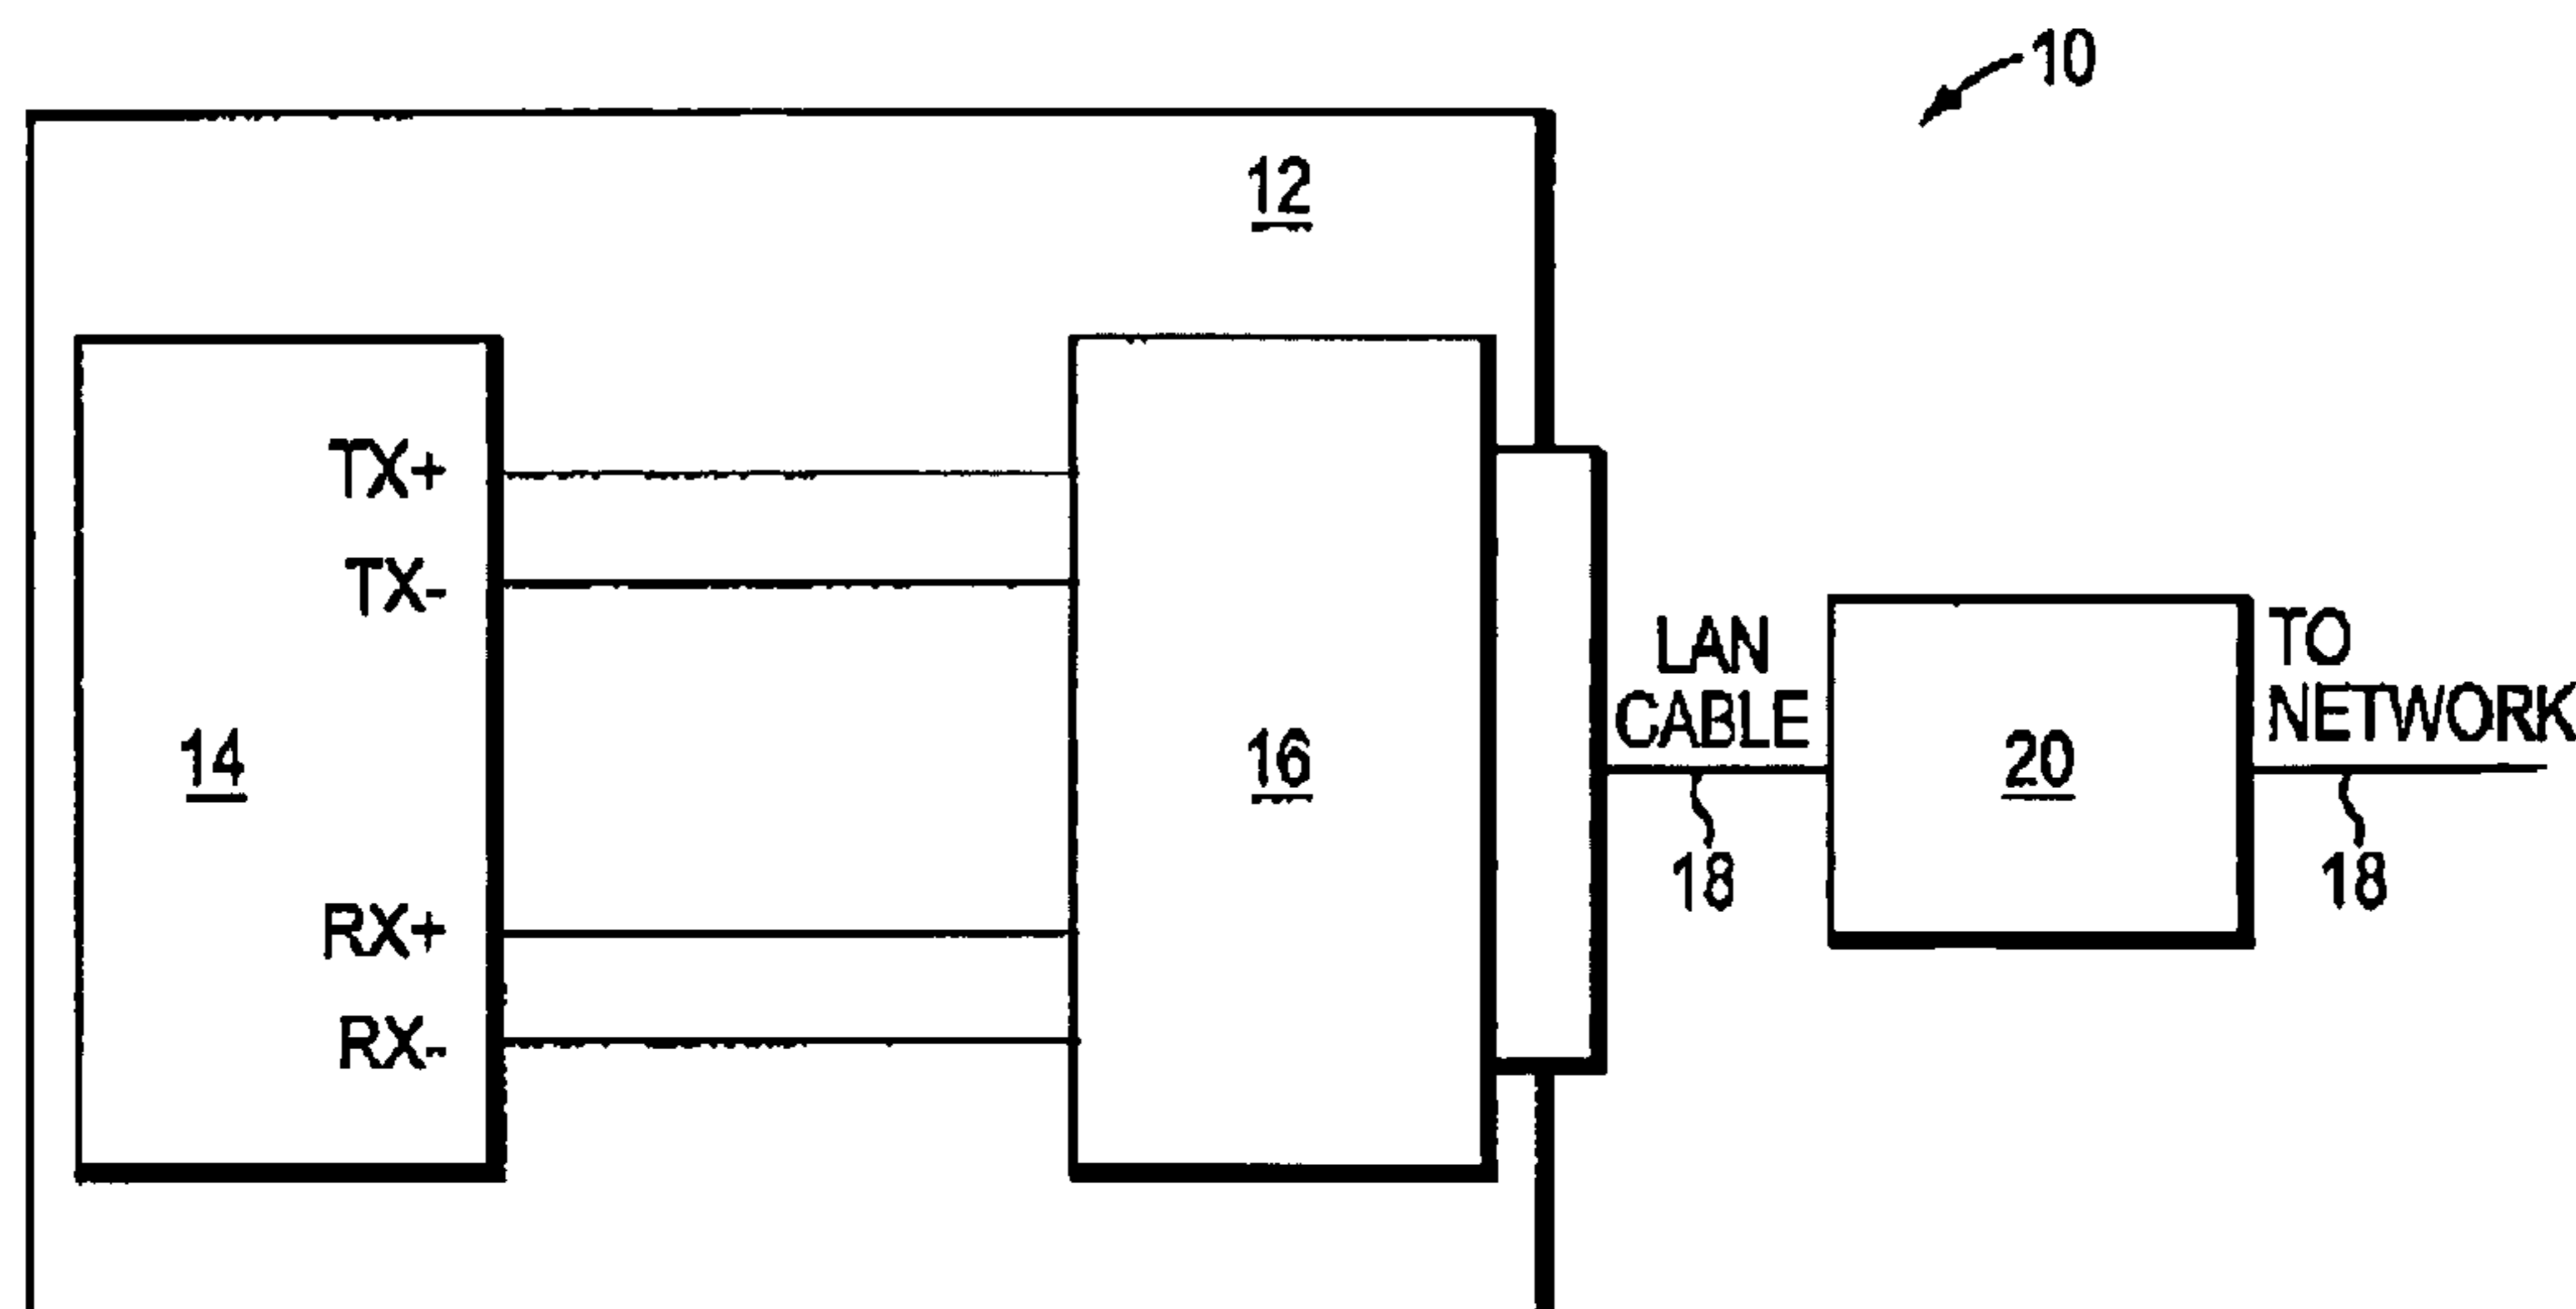 10
12
TX+
TX-
14
RX+
RX-
16
LAN
CABLE
18
20
TO
NETWORK
18